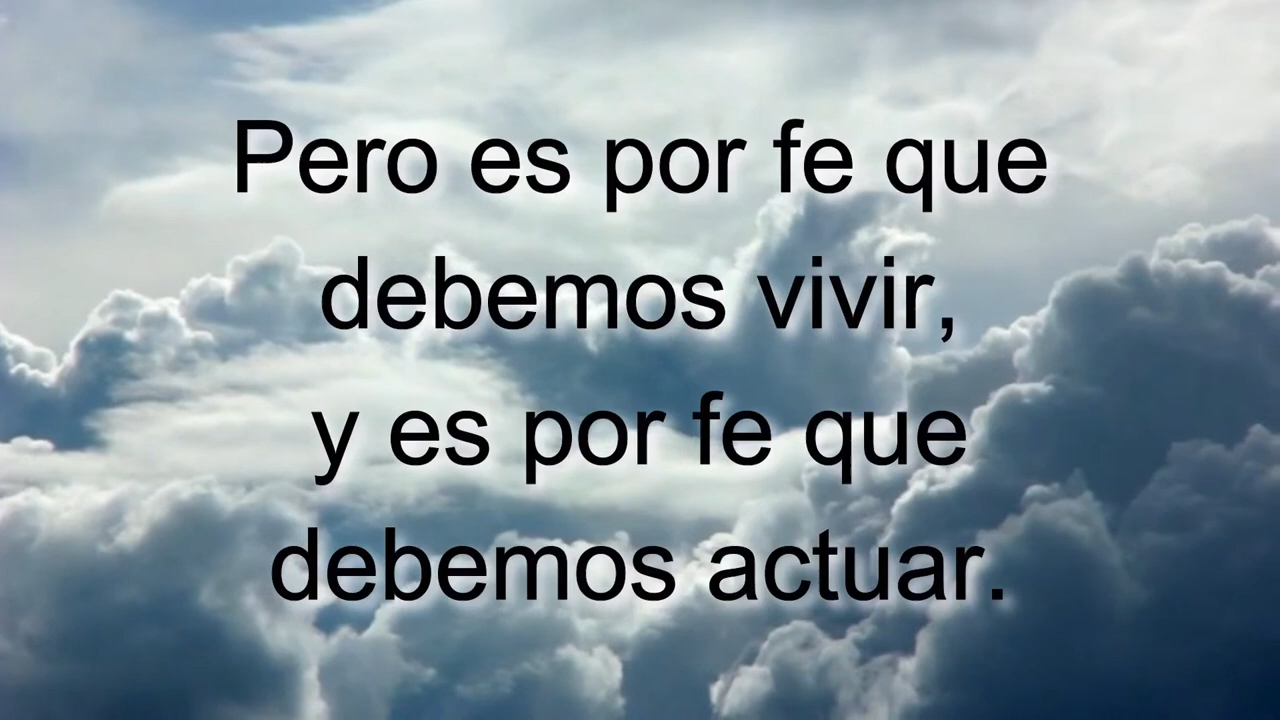 Pero es por fe que
debemos vivir,
y es por fe que
debemos actuar.